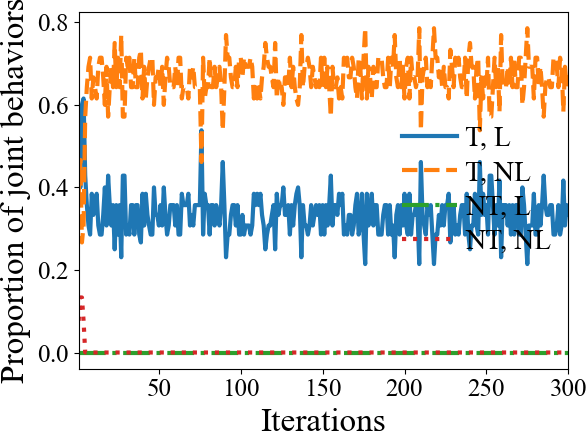 Proportion of joint behaviors
0.8
0.6
0.4
0.2
0.0
T, L
T, NL
NT, L
NT, NL
50
100
150
200
250
300
Iterations